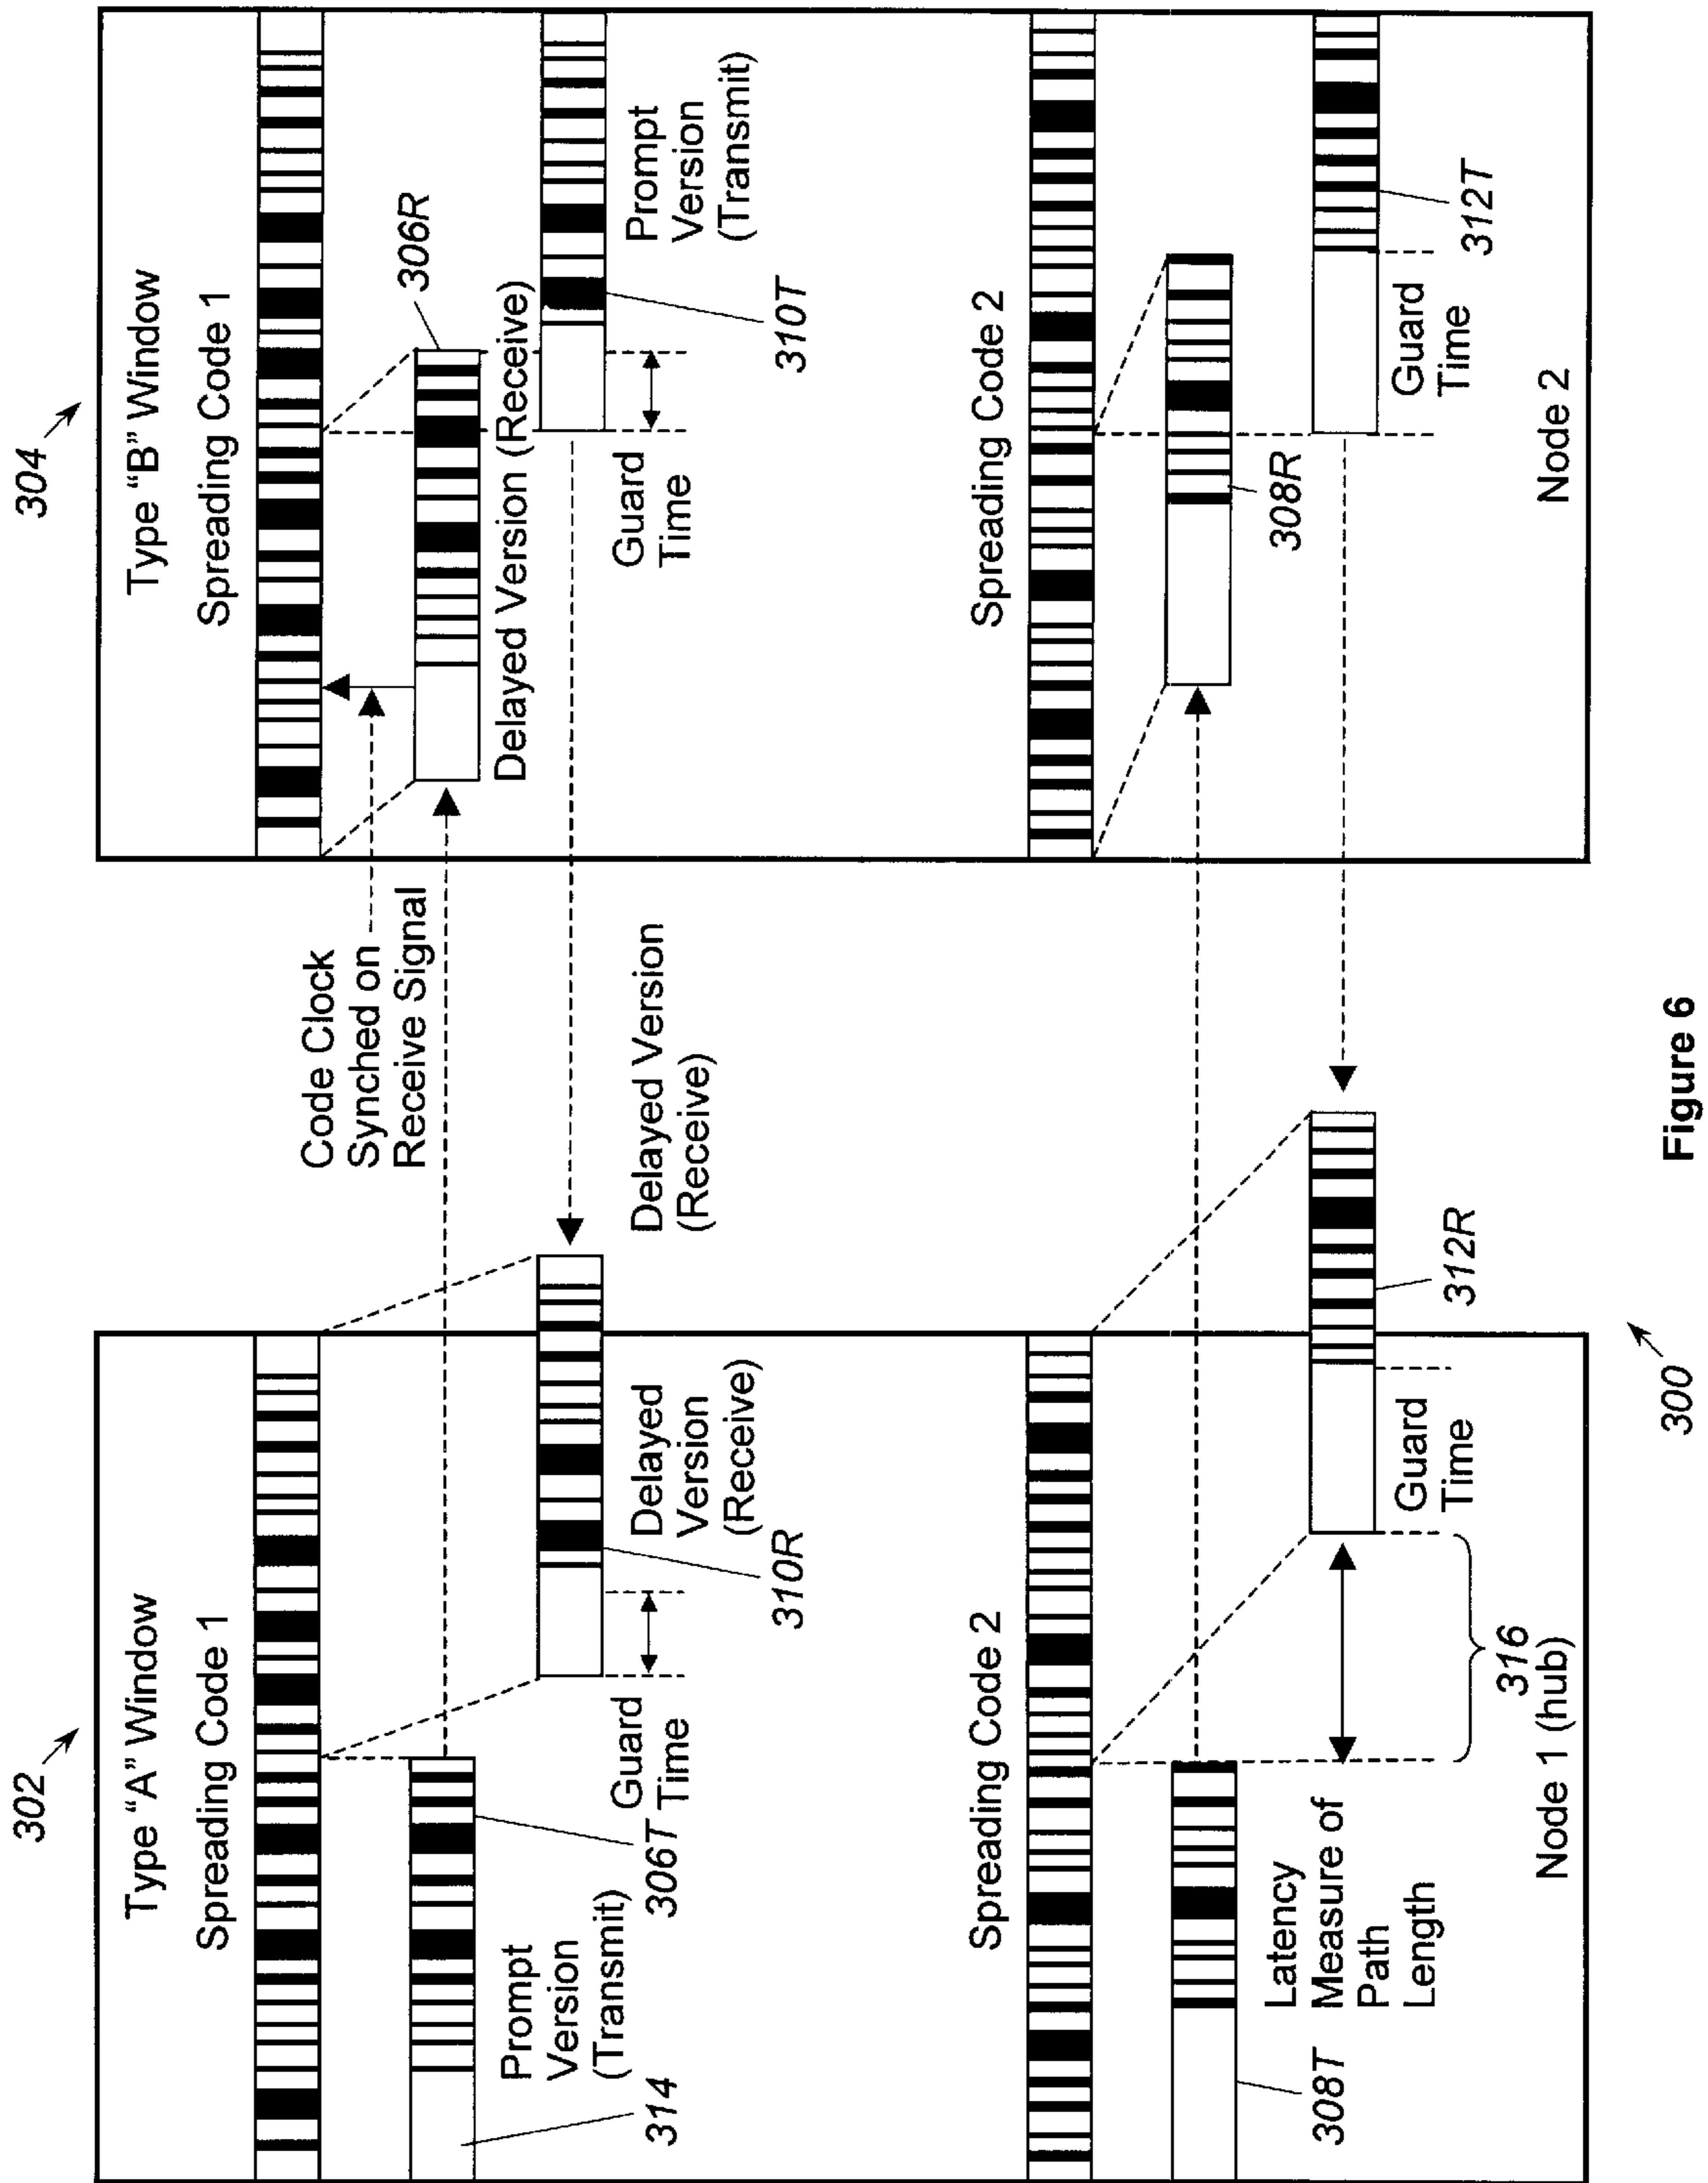 302
Type “A” Window
Spreading Code 1
Prompt
Version
(Transmit)
314
306T
Guard
Time
310R
Delayed
Version
(Receive)
Delayed Version
(Receive)
Spreading Code 2
308T
Latency
Measure of
Path
Length
316
Guard
Time
312R
Node 1 (hub)
300
Code Clock
Synched on
Receive Signal
304
Type “B” Window
Spreading Code 1
306R
Delayed Version (Receive)
Guard
Time
310T
Prompt
Version
(Transmit)
Spreading Code 2
308R
Guard
Time
312T
Node 2
Figure 6